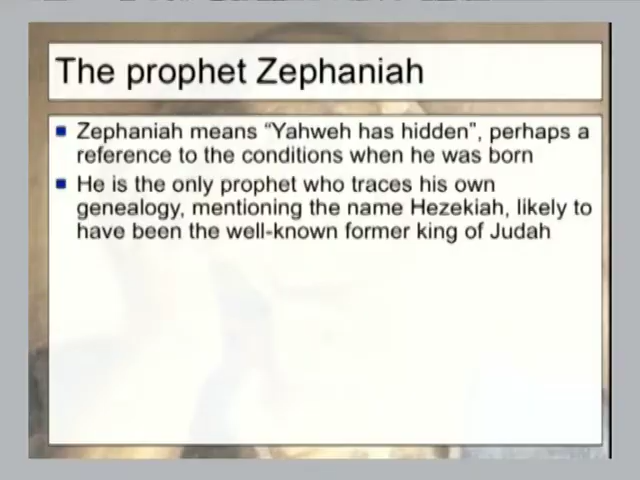 The prophet Zephaniah
Zephaniah means “Yahweh has hidden”, perhaps a
reference to the conditions when he was born
He is the only prophet who traces his own
genealogy, mentioning the name Hezekiah, likely to
have been the well-known former king of Judah